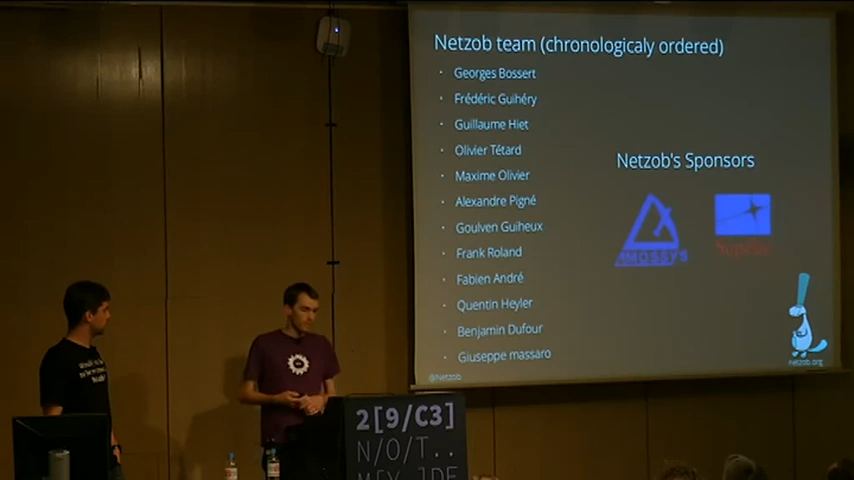 Netzob team (chronologicaly ordered)
Georges Bossert
Frédéric Guihéry
Guillaume Hiet
Olivier Tétard
Maxime Olivier
Alexandre Pigné
Goulven Guiheux
Frank Roland
Fabien André
Quentin Heyler
Benjamin Dufour
Giuseppe massaro
Netzob's Sponsors
AMOSSYS
Supélec
@Netzob
netzob.org
2[9/C3]
N/O/T..
M[Y_]DE